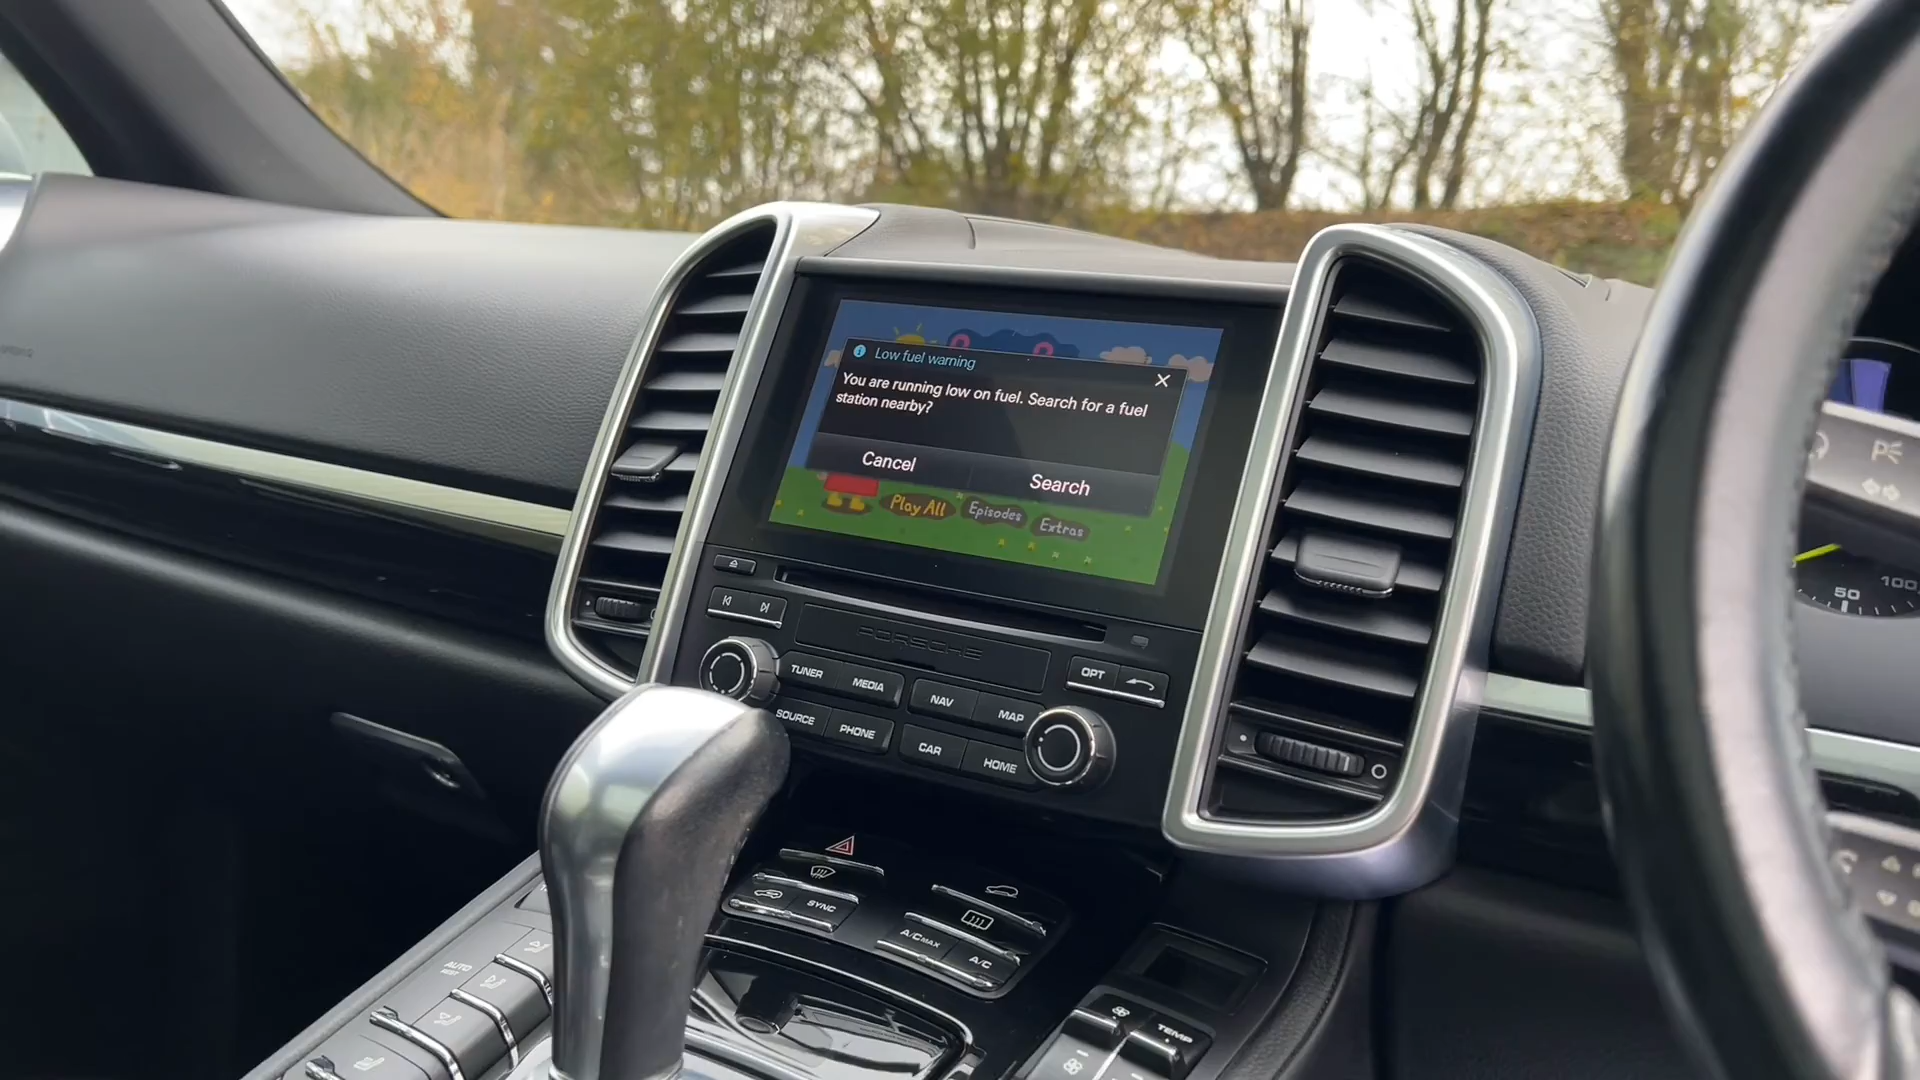 Low fuel warning
You are running low on fuel. Search for a fuel
station nearby?
Cancel
Search
Play All
Episodes
Extras
PORSCHE
TUNER
MEDIA
SOURCE
PHONE
NAV
MAP
CAR
HOME
OPT
SYNC
A/C MAX
A/C
AUTO
REST
TEMP
50
100